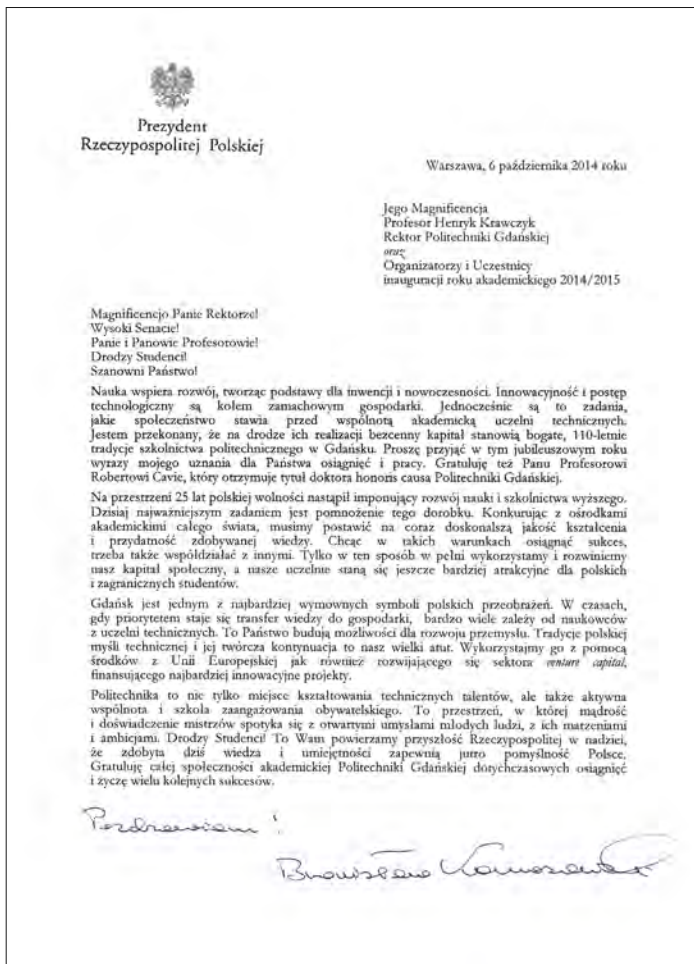 Prezydent
Rzeczypospolitej Polskiej
Warszawa, 6 października 2014 roku
Jego Magnificencja
Profesor Henryk Krawczyk
Rektor Politechniki Gdańskiej
oraz
Organizatorzy i Uczestnicy
inauguracji roku akademickiego 2014/2015
Magnificencjo Panie Rektorze!
Wysoki Senacie!
Panie i Panowie Profesorowie!
Drodzy Studenci!
Szanowni Państwo!
Nauka wspiera rozwój, tworząc podstawy dla inwencji i nowoczesności. Innowacyjność i postęp
technologiczny są kołem zamachowym gospodarki. Jednocześnie są to zadania,
jakie społeczeństwo stawia przed wspólnotą akademicką uczelni technicznych.
Jestem przekonany, że na drodze ich realizacji bezcenny kapitał stanowią bogate, 110-letnie
tradycje szkolnictwa politechnicznego w Gdańsku. Proszę przyjąć w tym jubileuszowym roku
wyrazy mojego uznania dla Państwa osiągnięć i pracy. Gratuluję też Panu Profesorowi
Robertowi Cavie, który otrzymuje tytuł doktora honoris causa Politechniki Gdańskiej.
Na przestrzeni 25 lat polskiej wolności nastąpił imponujący rozwój nauki i szkolnictwa wyższego.
Dzisiaj najważniejszym zadaniem jest pomnożenie tego dorobku. Konkurując z ośrodkami
akademickimi całego świata, musimy postawić na coraz doskonalszą jakość kształcenia
i przydatność zdobywanej wiedzy. Chcąc w takich warunkach osiągnąć sukces,
trzeba także współdziałać z innymi. Tylko w ten sposób w pełni wykorzystamy i rozwiniemy
nasz kapitał społeczny, a nasze uczelnie staną się jeszcze bardziej atrakcyjne dla polskich
i zagranicznych studentów.
Gdańsk jest jednym z najbardziej wymownych symboli polskich przeobrażeń. W czasach,
gdy priorytetem staje się transfer wiedzy do gospodarki, bardzo wiele zależy od naukowców
z uczelni technicznych. To Państwo budują możliwości dla rozwoju przemysłu. Tradycje polskiej
myśli technicznej i jej twórcza kontynuacja to nasz wielki atut. Wykorzystajmy go z pomocą
środków z Unii Europejskiej jak również rozwijającego się sektora venture capital,
finansującego najbardziej innowacyjne projekty.
Politechnika to nie tylko miejsce kształtowania technicznych talentów, ale także aktywna
wspólnota i szkoła zaangażowania obywatelskiego. To przestrzeń, w której mądrość
i doświadczenie mistrzów spotyka się z otwartymi umysłami młodych ludzi, z ich marzeniami
i ambicjami. Drodzy Studenci! To Wam powierzamy przyszłość Rzeczypospolitej w nadziei,
że zdobyta dziś wiedza i umiejętności zapewnią jutro pomyślność Polsce.
Gratuluję całej społeczności akademickiej Politechniki Gdańskiej dotychczasowych osiągnięć
i życzę wielu kolejnych sukcesów.
Pozdrawiam!
Bronisław Komorowski